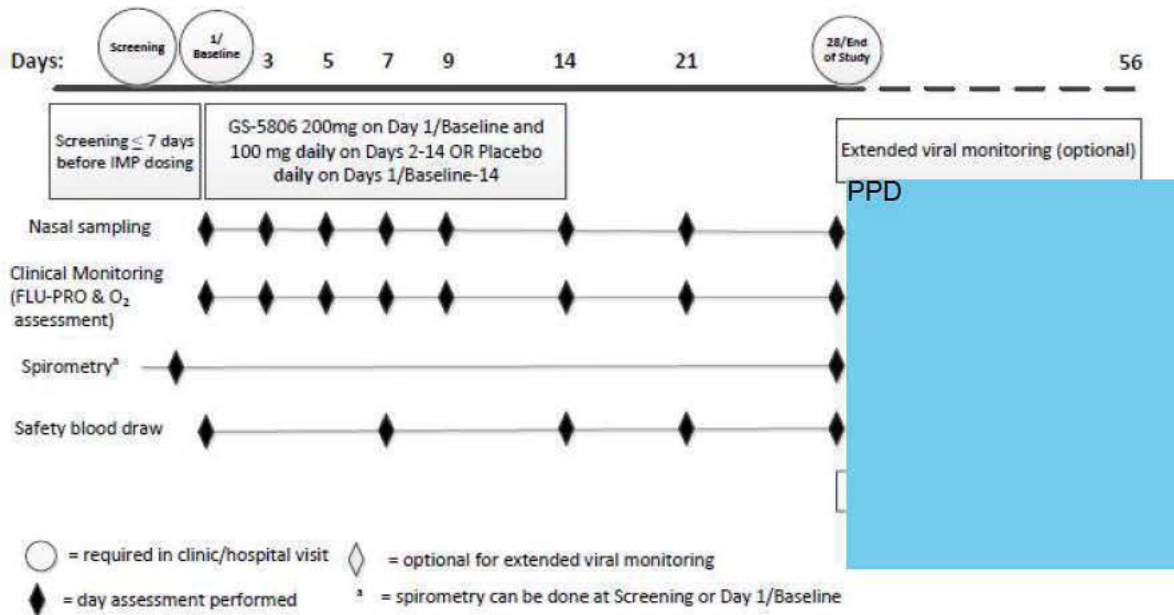 Screening
1/
Baseline
28/End
of Study
Days: 3 5 7 9 14 21 56
Screening ≤ 7 days
before IMP dosing
GS-5806 200mg on Day 1/Baseline and
100 mg daily on Days 2-14 OR Placebo
daily on Days 1/Baseline-14
Extended viral monitoring (optional)
PPD
Nasal sampling
Clinical Monitoring
(FLU-PRO & O₂
assessment)
Spirometryᵃ
Safety blood draw
= required in clinic/hospital visit
= optional for extended viral monitoring
= day assessment performed
ᵃ = spirometry can be done at Screening or Day 1/Baseline